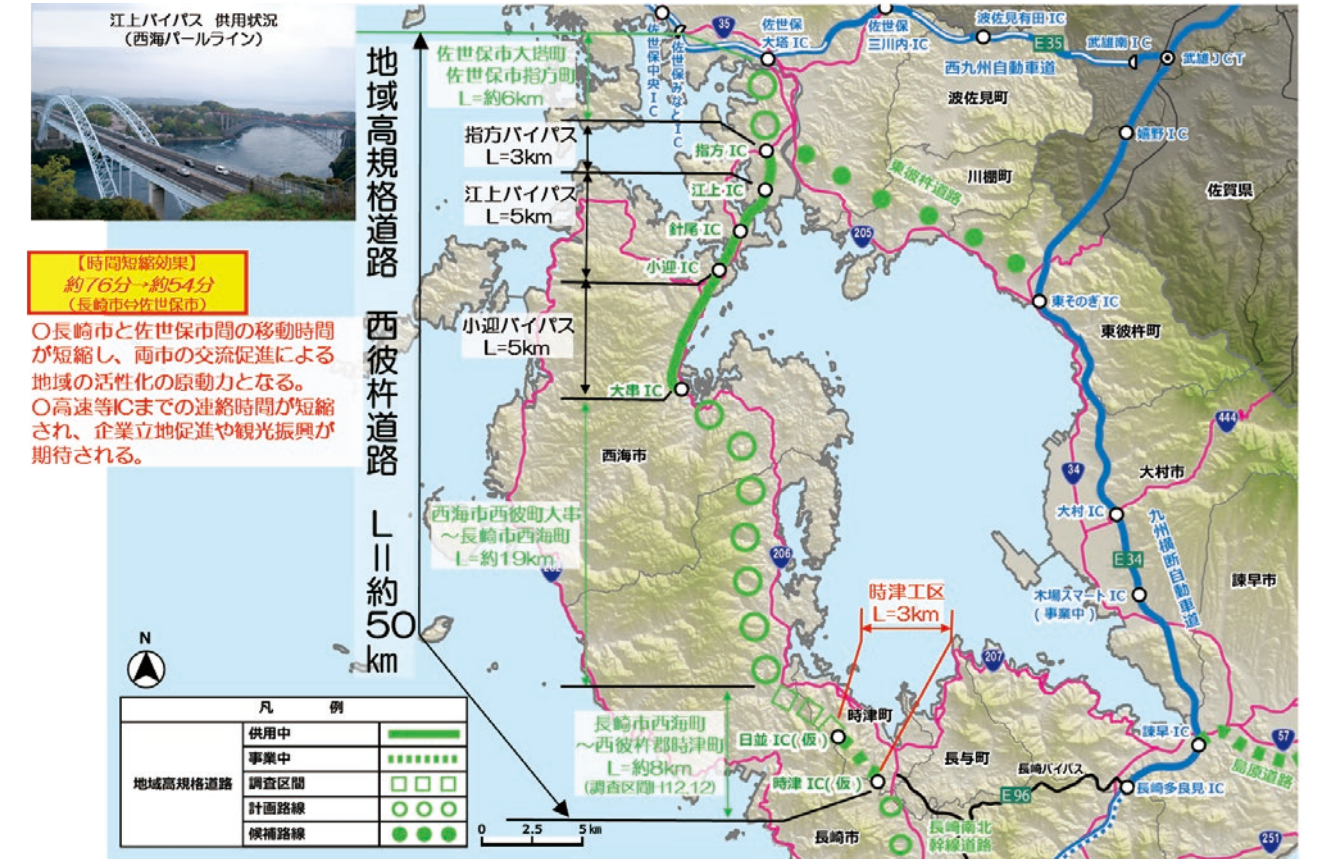 江上バイパス 供用状況
(西海パールライン)
【時間短縮効果】
約76分→約54分
(長崎市⇔佐世保市)
〇長崎市と佐世保市間の移動時間
が短縮し、両市の交流促進による
地域の活性化の原動力となる。
〇高速等ICまでの連絡時間が短縮
され、企業立地促進や観光振興が
期待される。
地域高規格道路 西彼杵道路 L=約50km
佐世保市大塔町
佐世保市指方町
L=約6km
指方バイパス
L=3km
江上バイパス
L=5km
小迎バイパス
L=5km
西海市西彼町大串
～長崎市西海町
L=約19km
長崎市西海町
～西彼杵郡時津町
L=約8km
(調査区間H12.12)
時津工区
L=3km
35
佐世保中央IC
佐世保みなとIC
佐世保
大塔IC
佐世保
三川内IC
波佐見有田IC
E35
武雄南IC
武雄JCT
西九州自動車道
波佐見町
嬉野IC
指方IC
江上IC
針尾IC
小迎IC
大串IC
東彼杵道路
川棚町
佐賀県
205
東そのぎIC
東彼杵町
444
34
大村市
大村IC
九州横断自動車道
E34
木場スマートIC
(事業中)
諫早市
西海市
202
206
207
時津町
日並IC(仮)
時津IC(仮)
長与町
長崎バイパス
E96
諫早IC
57
島原道路
長崎多良見IC
長崎市
長崎南北
幹線道路
251
N
0 2.5 5km
凡 例
地域高規格道路
供用中
事業中
調査区間
計画路線
候補路線